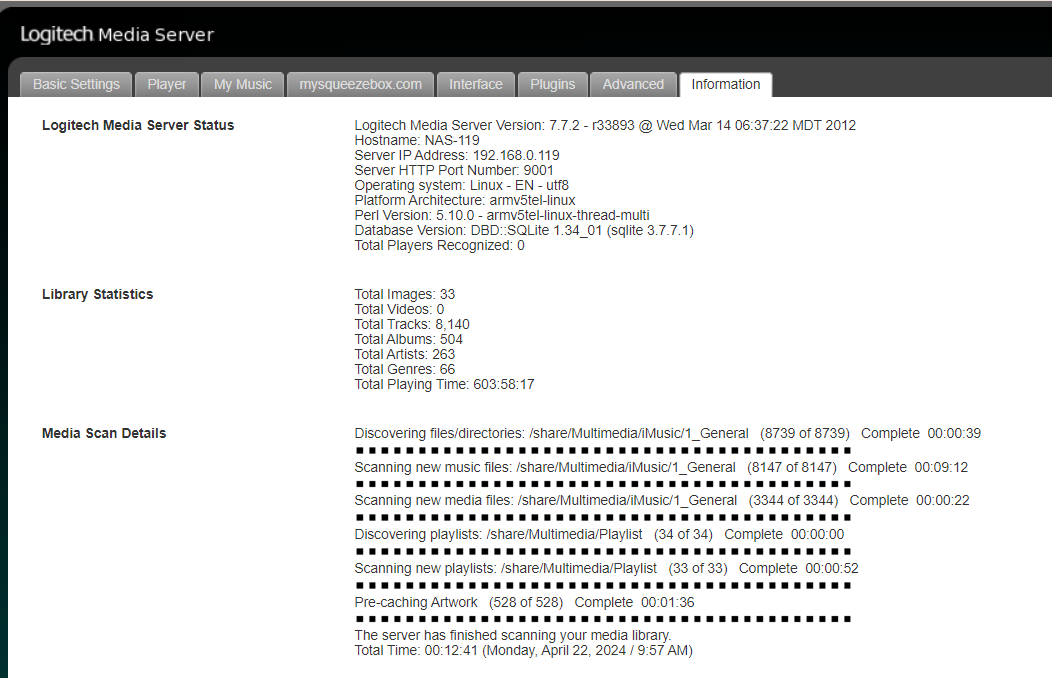 Logitech Media Server
Basic Settings Player My Music mysqueezebox.com Interface Plugins Advanced Information
Logitech Media Server Status
Logitech Media Server Version: 7.7.2 - r33893 @ Wed Mar 14 06:37:22 MDT 2012
Hostname: NAS-119
Server IP Address: 192.168.0.119
Server HTTP Port Number: 9001
Operating system: Linux - EN - utf8
Platform Architecture: armv5tel-linux
Perl Version: 5.10.0 - armv5tel-linux-thread-multi
Database Version: DBD::SQLite 1.34_01 (sqlite 3.7.7.1)
Total Players Recognized: 0
Library Statistics
Total Images: 33
Total Videos: 0
Total Tracks: 8,140
Total Albums: 504
Total Artists: 263
Total Genres: 66
Total Playing Time: 603:58:17
Media Scan Details
Discovering files/directories: /share/Multimedia/iMusic/1_General (8739 of 8739) Complete 00:00:39
Scanning new music files: /share/Multimedia/iMusic/1_General (8147 of 8147) Complete 00:09:12
Scanning new media files: /share/Multimedia/iMusic/1_General (3344 of 3344) Complete 00:00:22
Discovering playlists: /share/Multimedia/Playlist (34 of 34) Complete 00:00:00
Scanning new playlists: /share/Multimedia/Playlist (33 of 33) Complete 00:00:52
Pre-caching Artwork (528 of 528) Complete 00:01:36
The server has finished scanning your media library.
Total Time: 00:12:41 (Monday, April 22, 2024 / 9:57 AM)